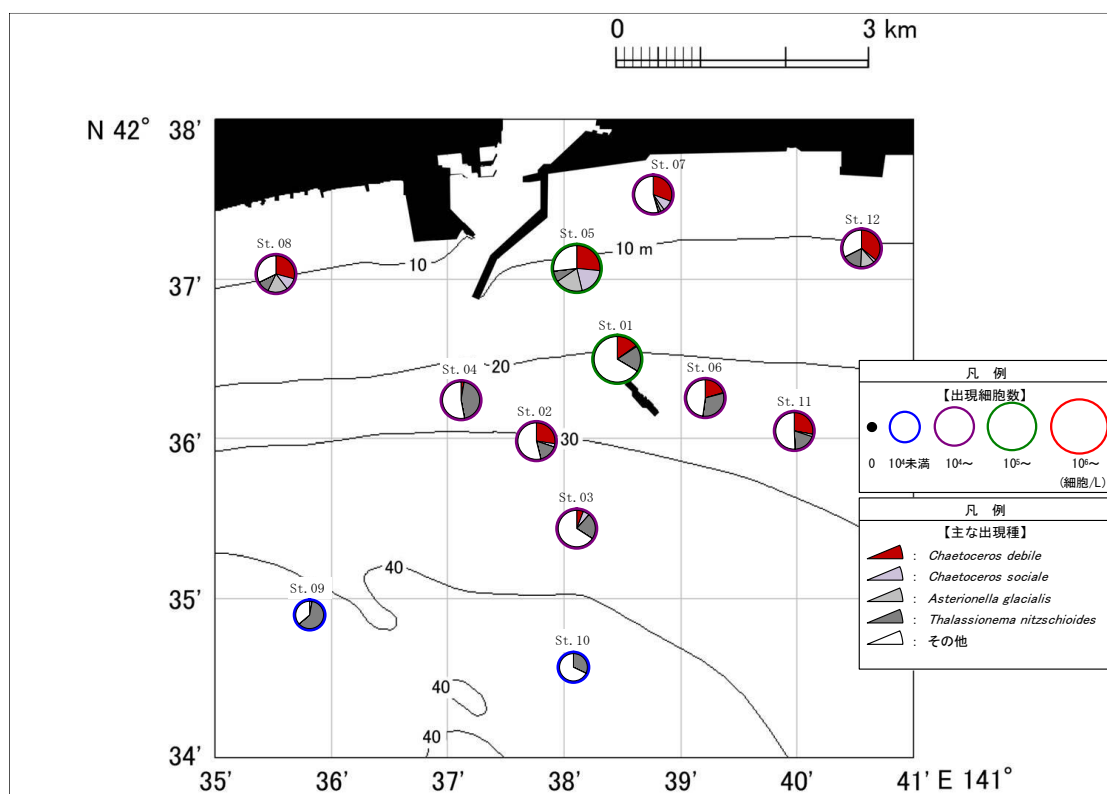 0 3 km
N 42° 38'
St.07
St.12
St.05
St.08
10 m
10
37'
St.01
20
St.04
St.06
St.11
St.02
36'
30
St.03
40
St.09
35'
St.10
40
40
34'
35' 36' 37' 38' 39' 40' 41' E 141°
凡 例
【出現細胞数】
0 10⁴未満 10⁴~ 10⁵~ 10⁶~
(細胞/L)
凡 例
【主な出現種】
: Chaetoceros debile
: Chaetoceros sociale
: Asterionella glacialis
: Thalassionema nitzschioides
: その他